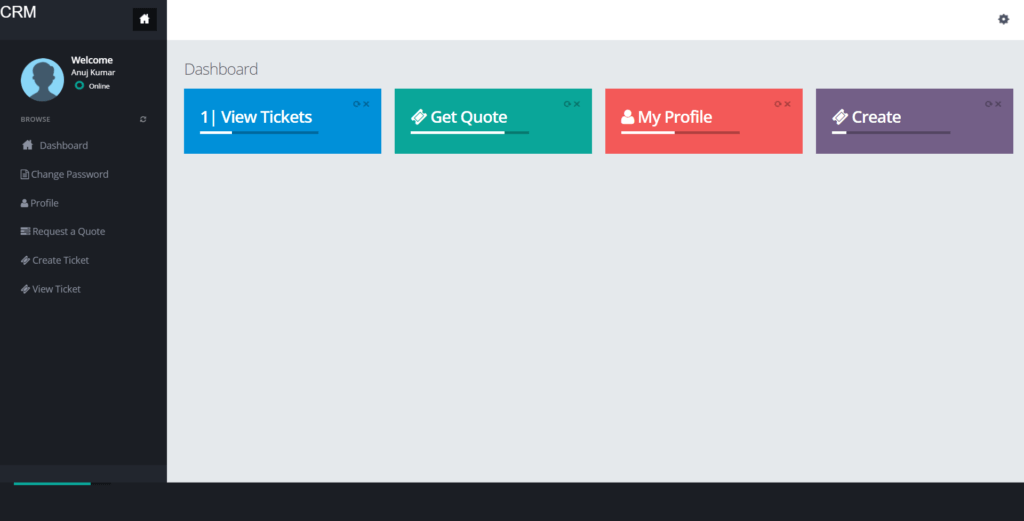 CRM
Welcome
Anuj Kumar
Online
BROWSE
Dashboard
Change Password
Profile
Request a Quote
Create Ticket
View Ticket
Dashboard
1| View Tickets
Get Quote
My Profile
Create